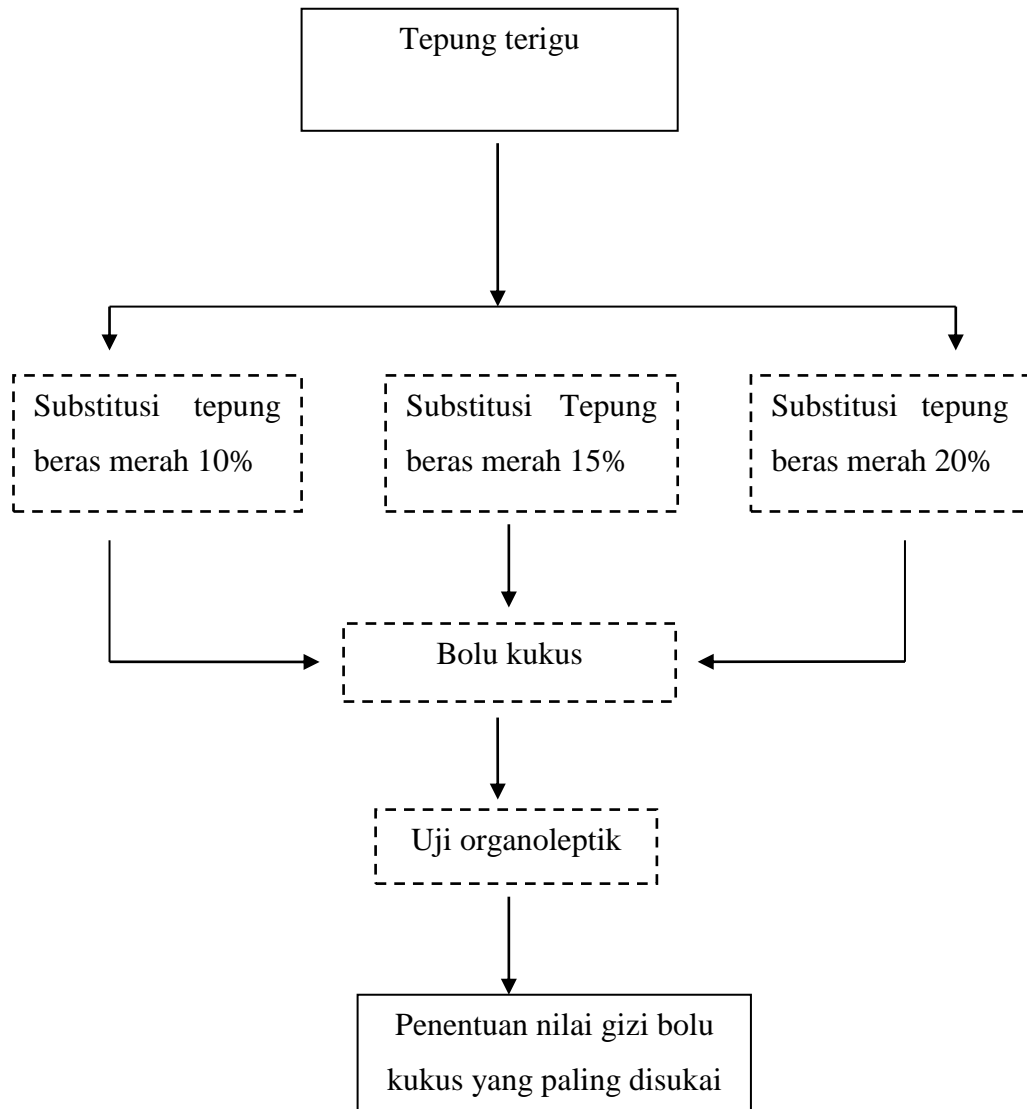 Tepung terigu
Substitusi tepung
beras merah 10%
Substitusi Tepung
beras merah 15%
Substitusi tepung
beras merah 20%
Bolu kukus
Uji organoleptik
Penentuan nilai gizi bolu
kukus yang paling disukai